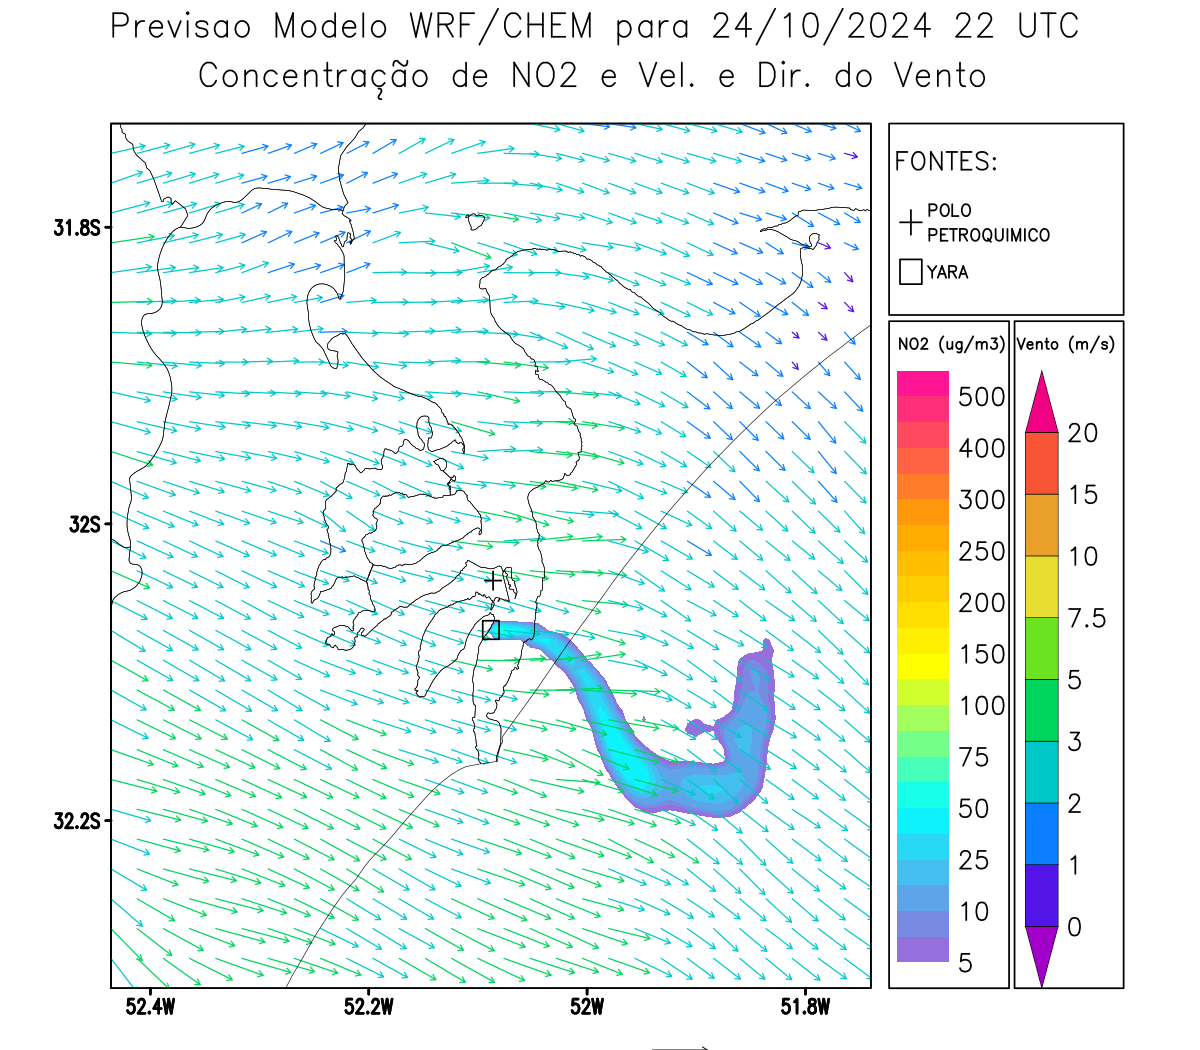 Previsao Modelo WRF/CHEM para 24/10/2024 22 UTC
Concentração de NO2 e Vel. e Dir. do Vento
FONTES:
POLO
PETROQUIMICO
YARA
31.8S
32S
32.2S
52.4W
52.2W
52W
51.8W
NO2 (ug/m3)
500
400
300
250
200
150
100
75
50
25
10
5
Vento (m/s)
20
15
10
7.5
5
3
2
1
0